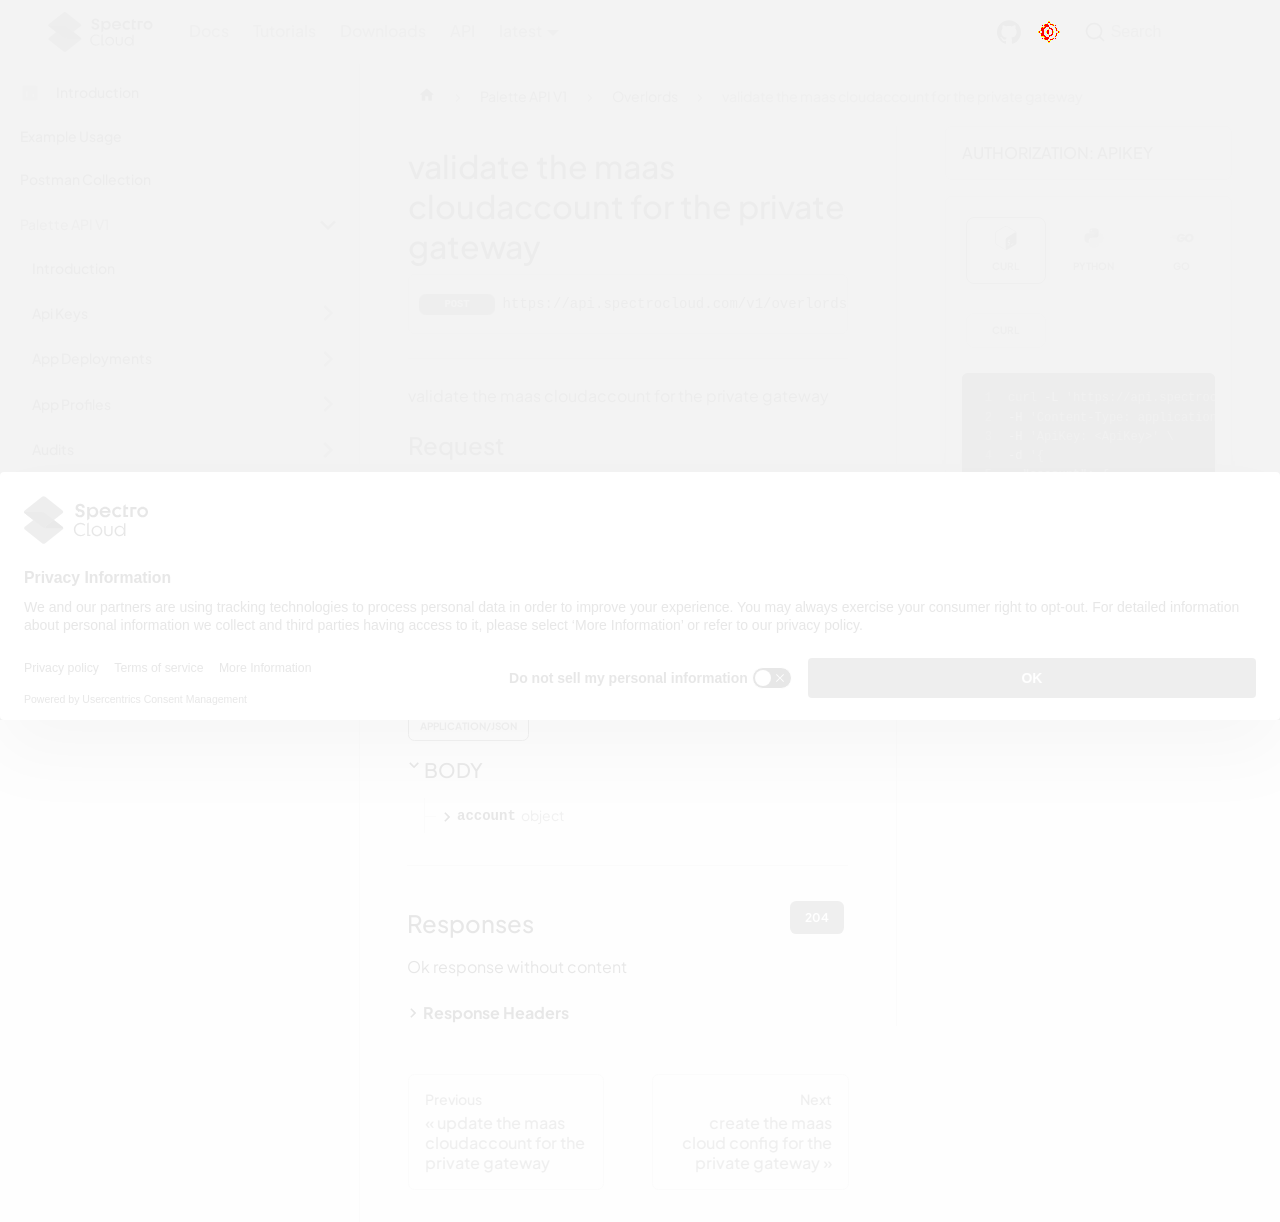 Spectro
Cloud
Docs Tutorials Downloads API latest
Search
Introduction
Example Usage
Postman Collection
Palette API V1
Introduction
Api Keys
App Deployments
App Profiles
Audits
Palette API V1
Overlords
validate the maas cloudaccount for the private gateway
validate the maas
cloudaccount for the private
gateway
POST
https://api.spectrocloud.com/v1/overlords
validate the maas cloudaccount for the private gateway
Request
AUTHORIZATION: APIKEY
CURL
PYTHON
GO
CURL
Spectro
Cloud
Privacy Information
We and our partners are using tracking technologies to process personal data in order to improve your experience. You may always exercise your consumer right to opt-out. For detailed information
about personal information we collect and third parties having access to it, please select 'More Information' or refer to our privacy policy.
Privacy policy Terms of service More Information
Do not sell my personal information
OK
Powered by Usercentrics Consent Management
APPLICATION/JSON
BODY
account object
Responses
204
Ok response without content
Response Headers
Previous
« update the maas
cloudaccount for the
private gateway
Next
create the maas
cloud config for the
private gateway »